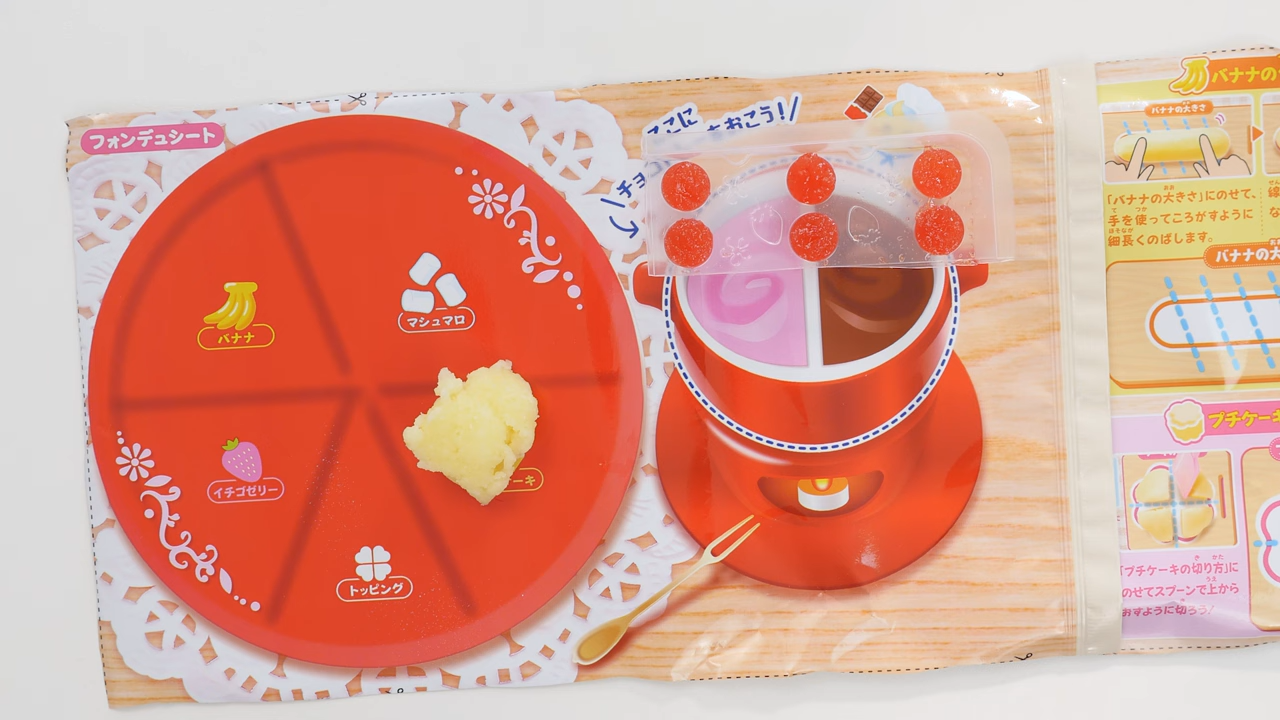 フォンデュシート
バナナ
マシュマロ
イチゴゼリー
ーキ
トッピング
ここに
おこう!
チョ
バナナの
バナナの大きさ
「バナナの大きさ」にのせて、
手を使ってころがすように
細長くのばします。
バナナの大
プチケーキ
「プチケーキの切り方」に
のせてスプーンで上から
おすように切ろう!